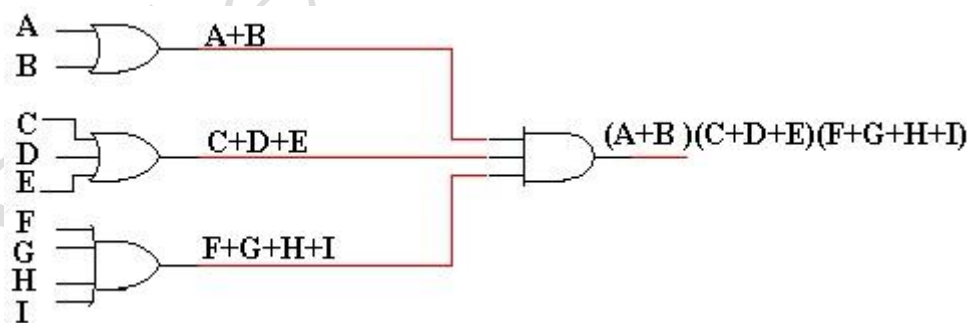 A
B
A+B
C
D
E
C+D+E
(A+B )(C+D+E)(F+G+H+I)
F
G
H
I
F+G+H+I